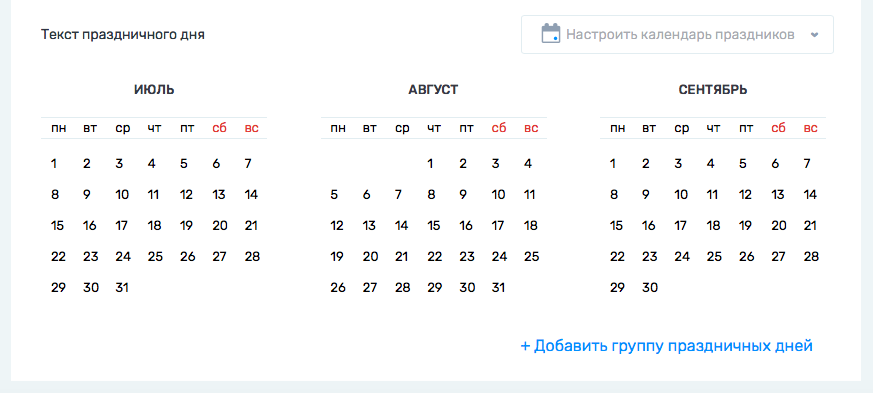 Текст праздничного дня
Настроить календарь праздников
ИЮЛЬ
пн вт ср чт пт сб вс
1 2 3 4 5 6 7
8 9 10 11 12 13 14
15 16 17 18 19 20 21
22 23 24 25 26 27 28
29 30 31
АВГУСТ
пн вт ср чт пт сб вс
1 2 3 4
5 6 7 8 9 10 11
12 13 14 15 16 17 18
19 20 21 22 23 24 25
26 27 28 29 30 31
СЕНТЯБРЬ
пн вт ср чт пт сб вс
1 2 3 4 5 6 7
8 9 10 11 12 13 14
15 16 17 18 19 20 21
22 23 24 25 26 27 28
29 30
+ Добавить группу праздничных дней